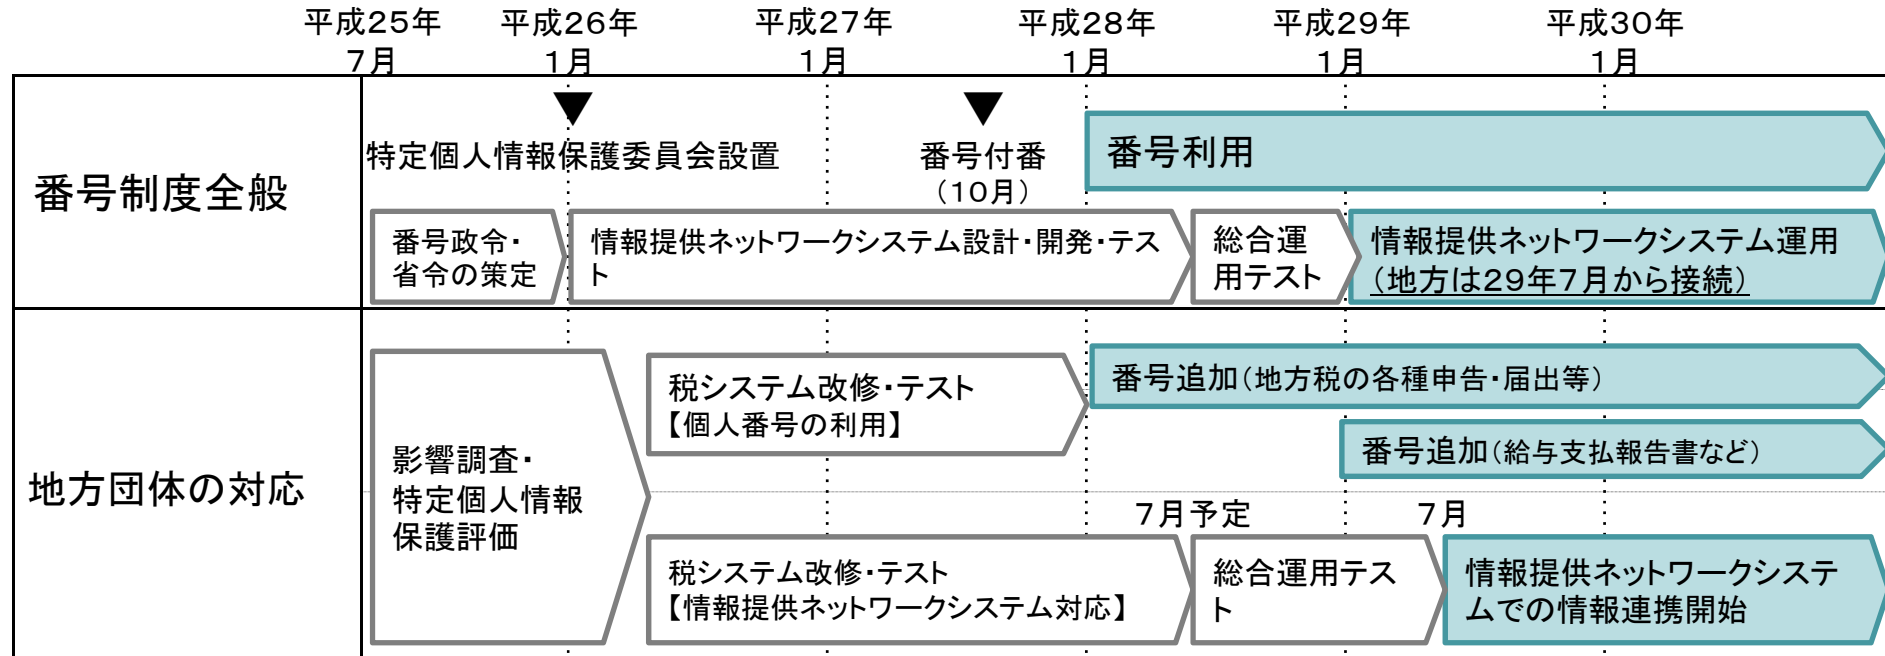 平成25年
7月
平成26年
1月
平成27年
1月
平成28年
1月
平成29年
1月
平成30年
1月
番号制度全般
▼
特定個人情報保護委員会設置
▼
番号付番
(10月)
番号利用
番号政令・
省令の策定
情報提供ネットワークシステム設計・開発・テス
ト
総合運
用テスト
情報提供ネットワークシステム運用
(地方は29年7月から接続)
地方団体の対応
影響調査・
特定個人情報
保護評価
税システム改修・テスト
【個人番号の利用】
番号追加(地方税の各種申告・届出等)
番号追加(給与支払報告書など)
7月予定
7月
税システム改修・テスト
【情報提供ネットワークシステム対応】
総合運用テス
ト
情報提供ネットワークシステ
ムでの情報連携開始